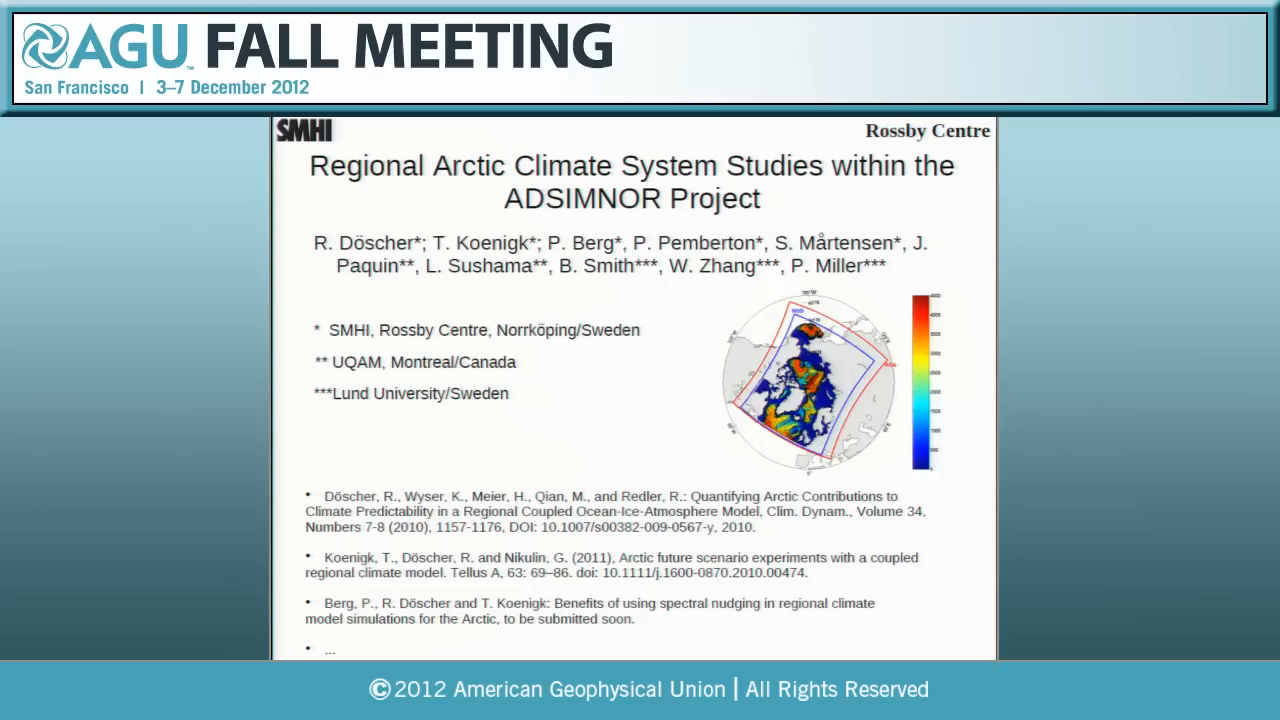 AGU FALL MEETING
San Francisco | 3–7 December 2012
SMHI
Rossby Centre
Regional Arctic Climate System Studies within the
ADSIMNOR Project
R. Döscher*; T. Koenigk*; P. Berg*, P. Pemberton*, S. Mårtensen*, J.
Paquin**, L. Sushama**, B. Smith***, W. Zhang***, P. Miller***
* SMHI, Rossby Centre, Norrköping/Sweden
** UQAM, Montreal/Canada
***Lund University/Sweden
• Döscher, R., Wyser, K., Meier, H., Qian, M., and Redler, R.: Quantifying Arctic Contributions to
Climate Predictability in a Regional Coupled Ocean-Ice-Atmosphere Model, Clim. Dynam., Volume 34,
Numbers 7-8 (2010), 1157-1176, DOI: 10.1007/s00382-009-0567-y, 2010.
• Koenigk, T., Döscher, R. and Nikulin, G. (2011), Arctic future scenario experiments with a coupled
regional climate model. Tellus A, 63: 69–86. doi: 10.1111/j.1600-0870.2010.00474.
• Berg, P., R. Döscher and T. Koenigk: Benefits of using spectral nudging in regional climate
model simulations for the Arctic, to be submitted soon.
• ...
©2012 American Geophysical Union | All Rights Reserved